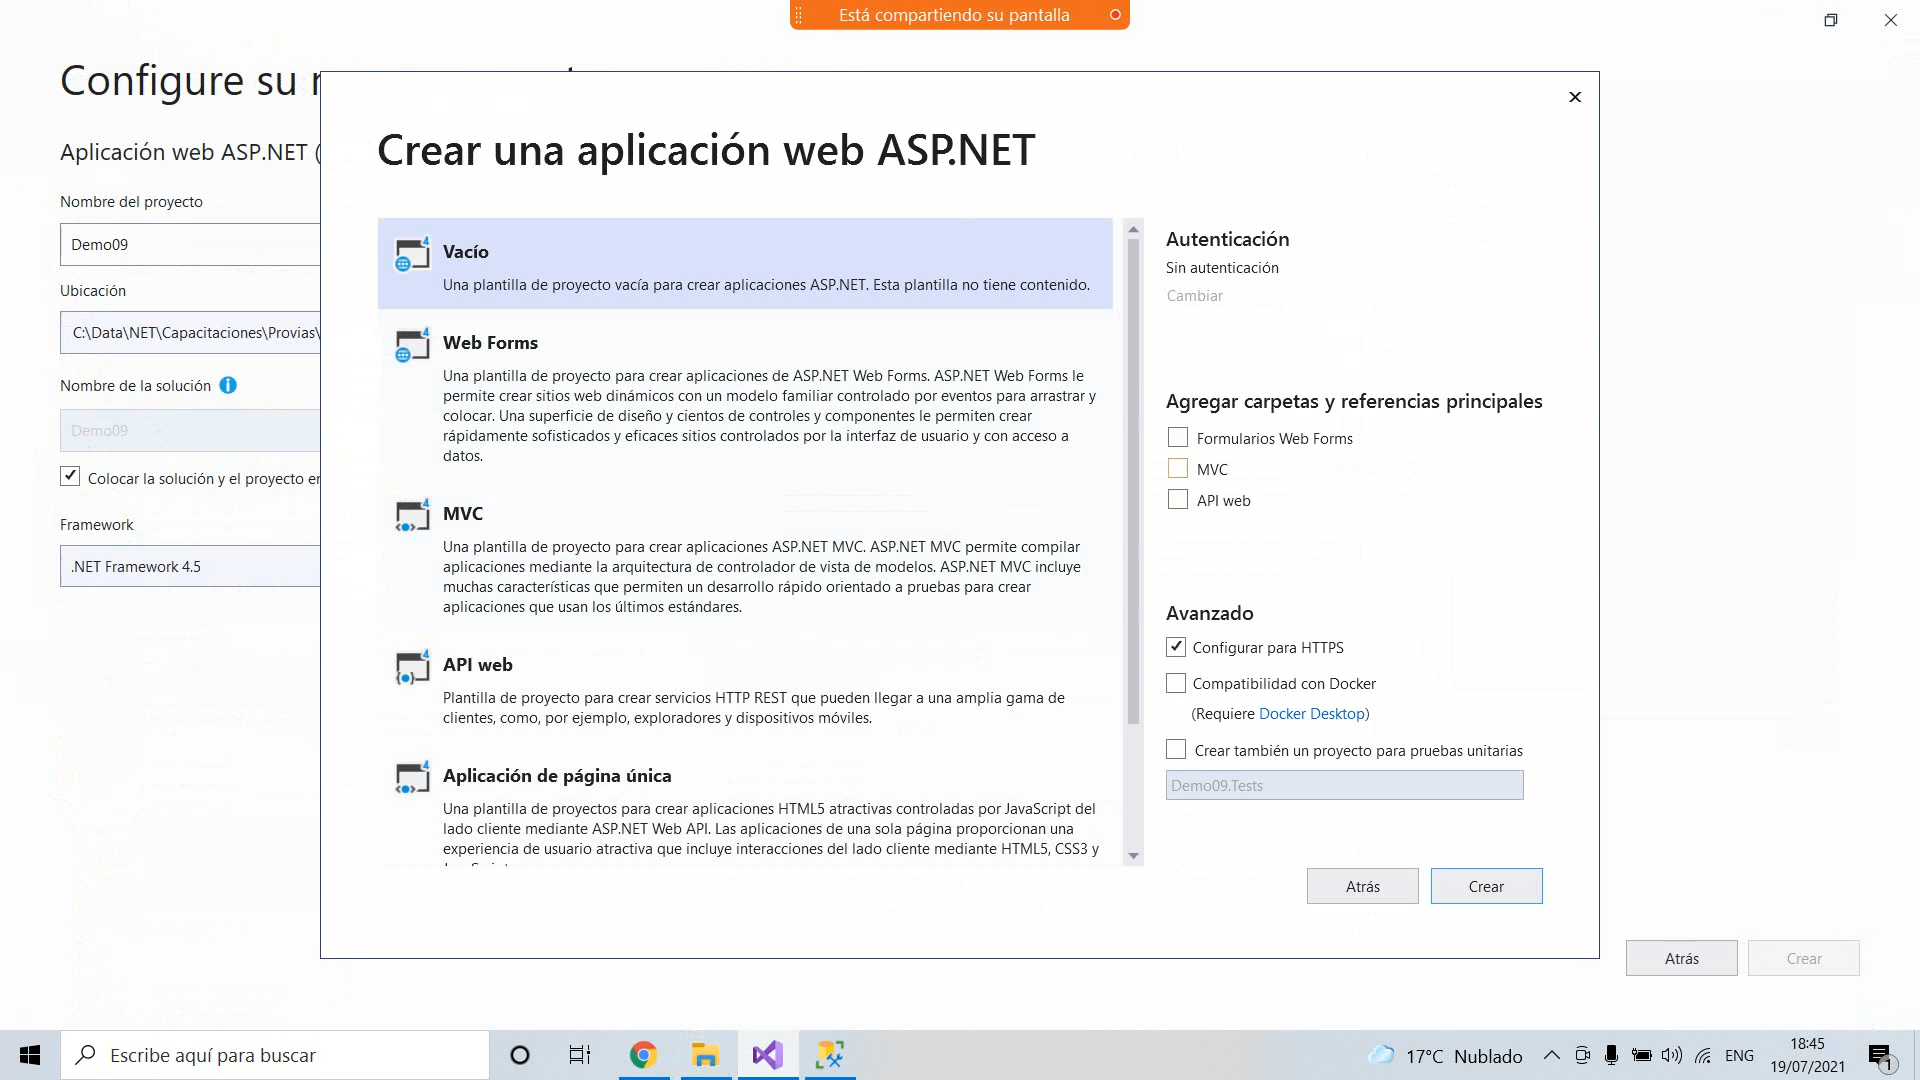 Está compartiendo su pantalla
Configure su
Aplicación web ASP.NET (
Nombre del proyecto
Demo09
Ubicación
C:\Data\NET\Capacitaciones\Provias\
Nombre de la solución
Demo09
Colocar la solución y el proyecto en
Framework
.NET Framework 4.5
Crear una aplicación web ASP.NET
Vacío
Una plantilla de proyecto vacía para crear aplicaciones ASP.NET. Esta plantilla no tiene contenido.
Web Forms
Una plantilla de proyecto para crear aplicaciones de ASP.NET Web Forms. ASP.NET Web Forms le
permite crear sitios web dinámicos con un modelo familiar controlado por eventos para arrastrar y
colocar. Una superficie de diseño y cientos de controles y componentes le permiten crear
rápidamente sofisticados y eficaces sitios controlados por la interfaz de usuario y con acceso a
datos.
MVC
Una plantilla de proyecto para crear aplicaciones ASP.NET MVC. ASP.NET MVC permite compilar
aplicaciones mediante la arquitectura de controlador de vista de modelos. ASP.NET MVC incluye
muchas características que permiten un desarrollo rápido orientado a pruebas para crear
aplicaciones que usan los últimos estándares.
API web
Plantilla de proyecto para crear servicios HTTP REST que pueden llegar a una amplia gama de
clientes, como, por ejemplo, exploradores y dispositivos móviles.
Aplicación de página única
Una plantilla de proyectos para crear aplicaciones HTML5 atractivas controladas por JavaScript del
lado cliente mediante ASP.NET Web API. Las aplicaciones de una sola página proporcionan una
experiencia de usuario atractiva que incluye interacciones del lado cliente mediante HTML5, CSS3 y
Autenticación
Sin autenticación
Cambiar
Agregar carpetas y referencias principales
Formularios Web Forms
MVC
API web
Avanzado
Configurar para HTTPS
Compatibilidad con Docker
(Requiere Docker Desktop)
Crear también un proyecto para pruebas unitarias
Demo09.Tests
Atrás
Crear
Atrás
Crear
Escribe aquí para buscar
17°C Nublado
ENG
18:45
19/07/2021
1